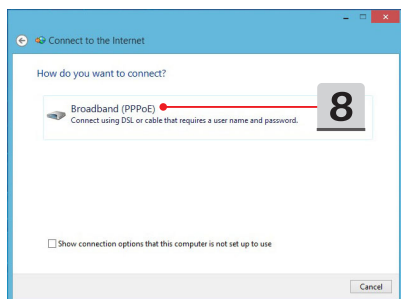 Connect to the Internet
How do you want to connect?
Broadband (PPPoE)
Connect using DSL or cable that requires a user name and password.
8
Show connection options that this computer is not set up to use
Cancel